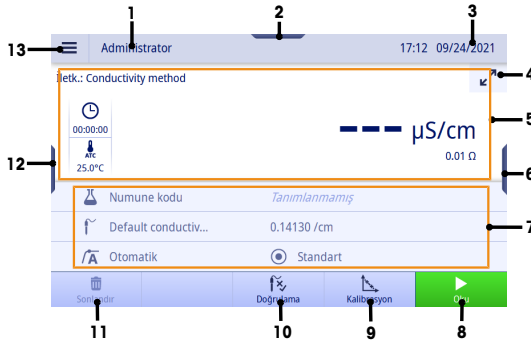 1
2
3
13
Administrator
17:12 09/24/2021
İletk.: Conductivity method
4
00:00:00
--- µS/cm
5
ATC
0.01 Ω
12
25.0°C
6
Numune kodu
Tanımlanmamış
Default conductiv...
0.14130 /cm
7
Otomatik
Standart
Sonlandır
Doğrulama
Kalibrasyon
Oku
11
10
9
8